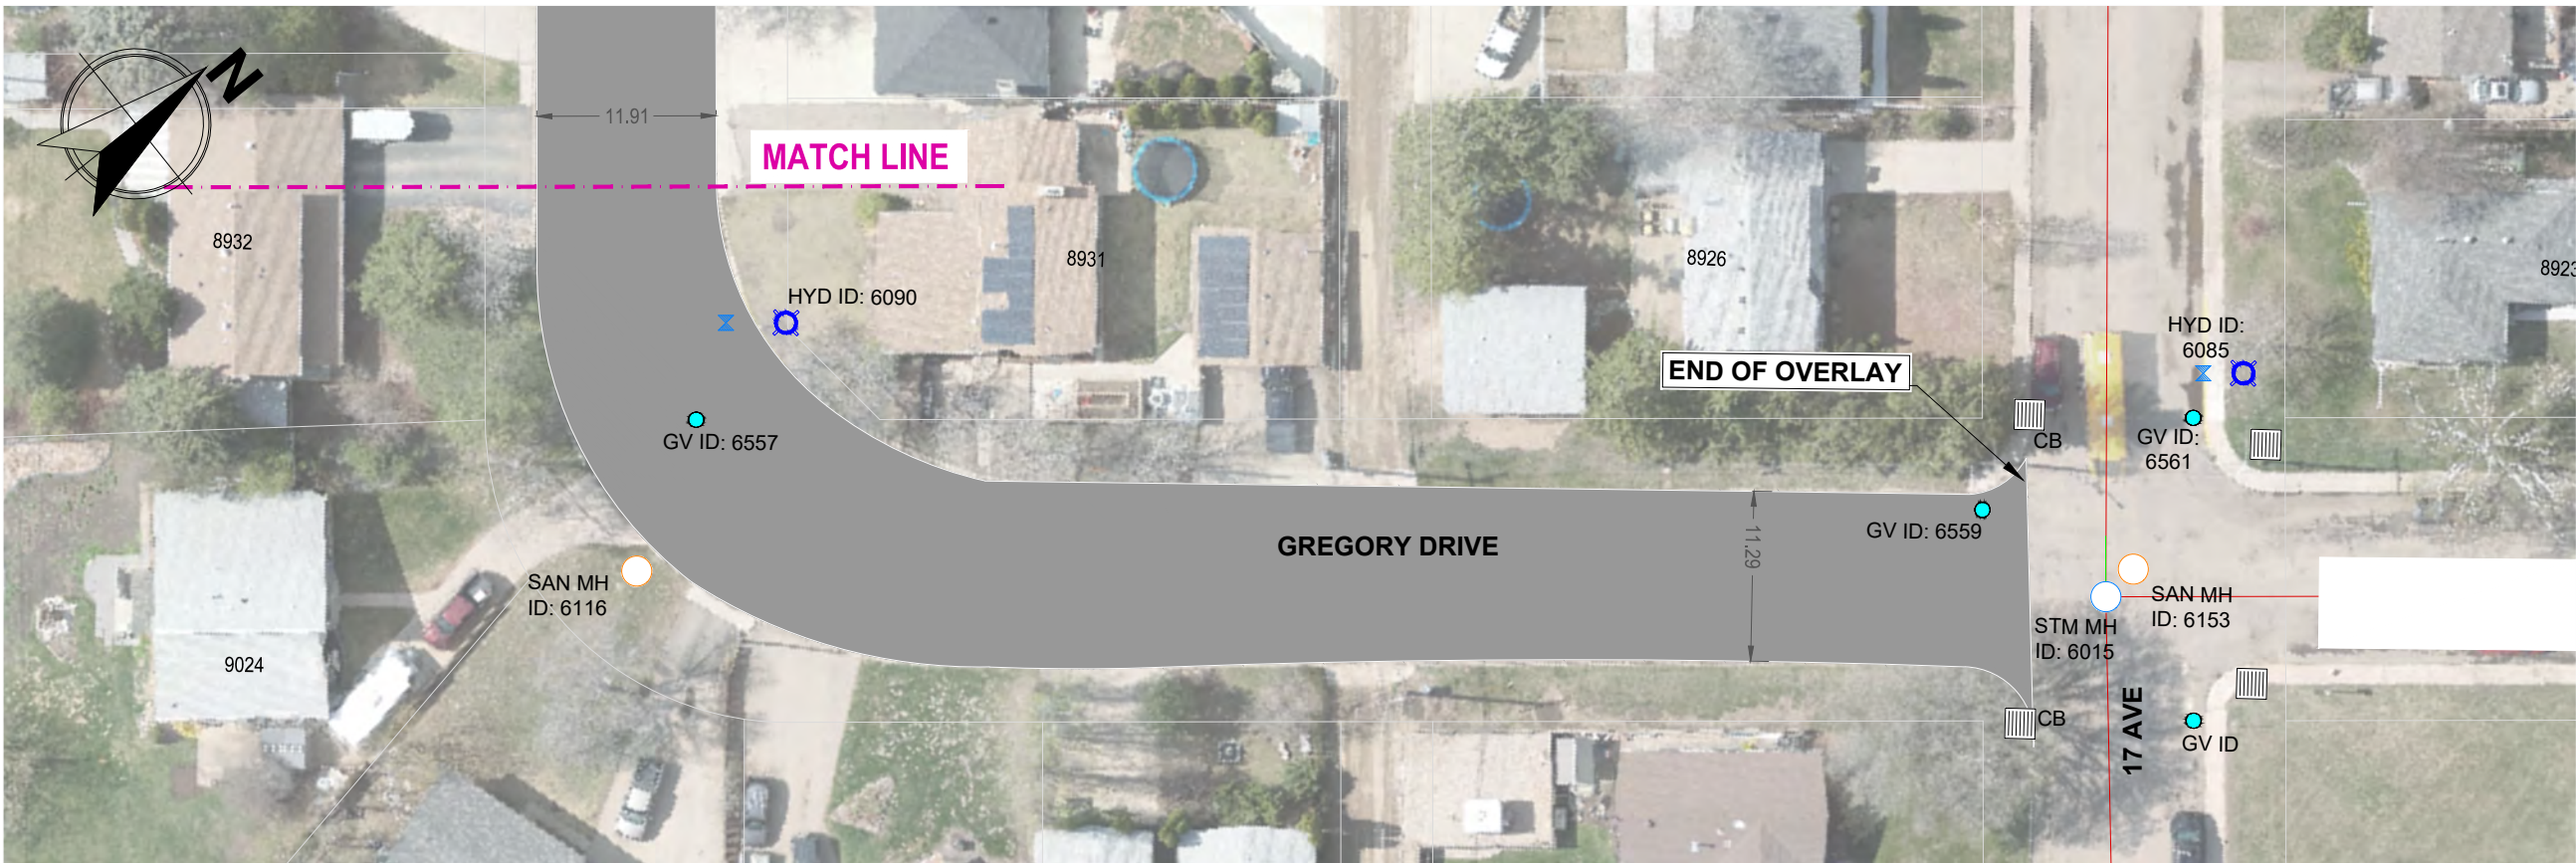 N
11.91
MATCH LINE
8932
8931
8926
8923
HYD ID: 6090
HYD ID:
6085
END OF OVERLAY
GV ID: 6557
CB
GV ID:
6561
GV ID: 6559
GREGORY DRIVE
11.29
SAN MH
ID: 6116
SAN MH
ID: 6153
STM MH
ID: 6015
9024
17 AVE
CB
GV ID